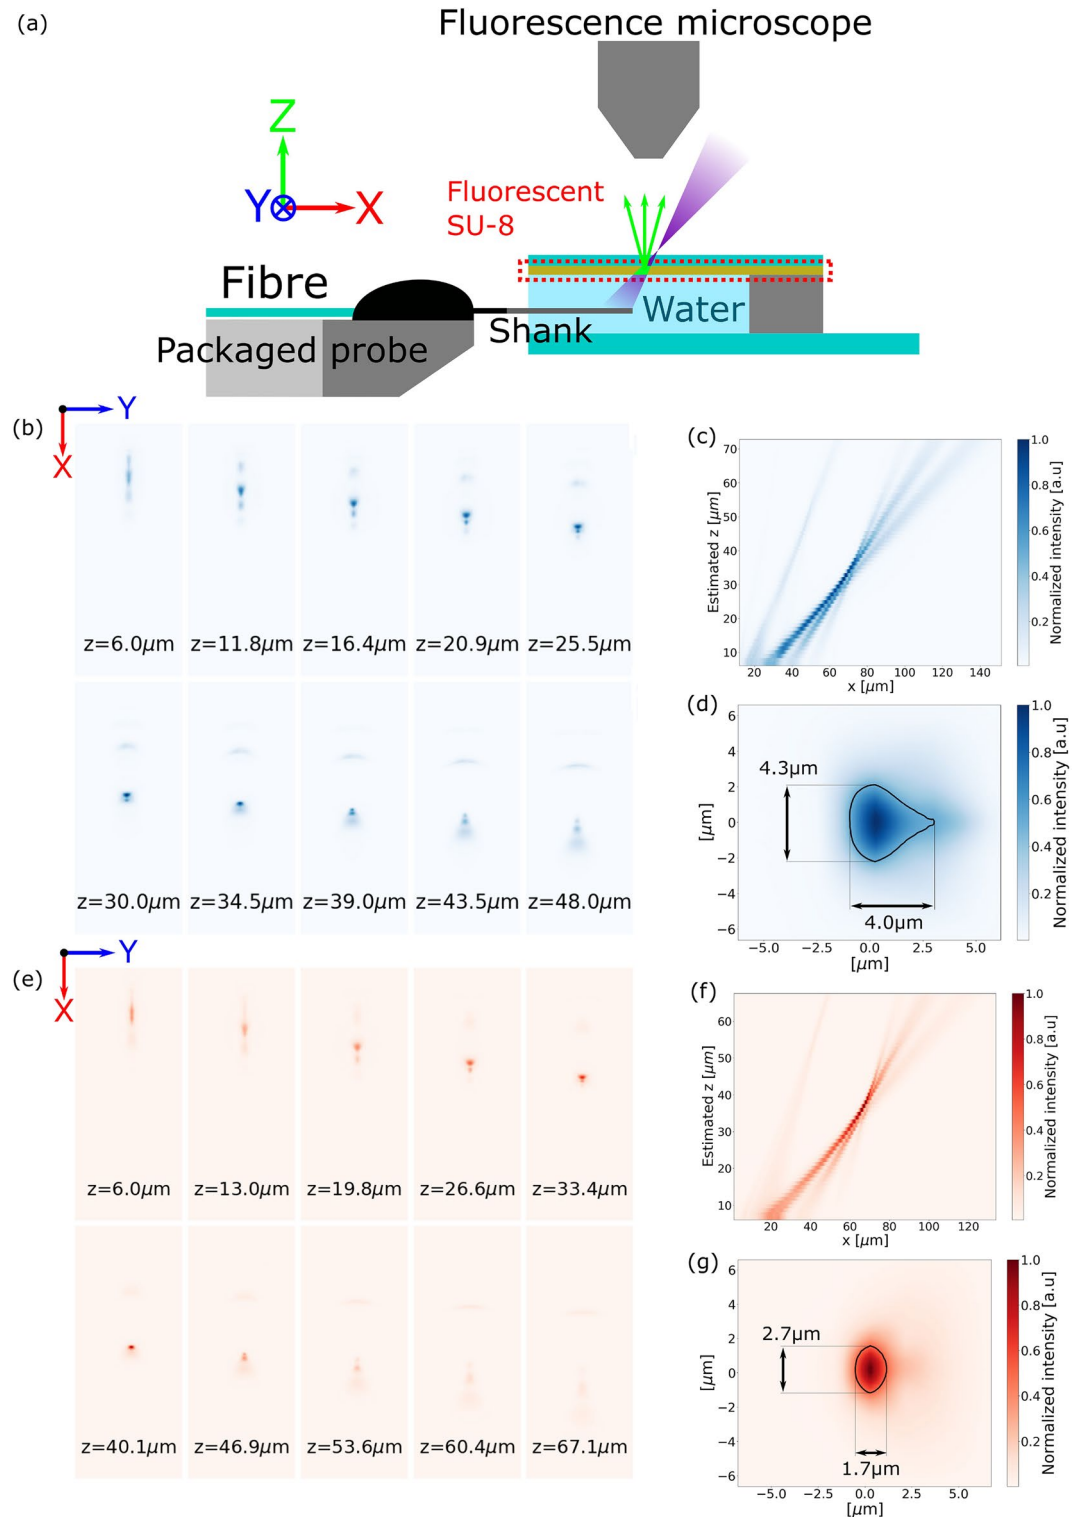 (a)
Fluorescence microscope
Z
Y
X
Fluorescent
SU-8
Fibre
Water
Shank
Packaged probe
(b)
Y
X
z=6.0μm
z=11.8μm
z=16.4μm
z=20.9μm
z=25.5μm
z=30.0μm
z=34.5μm
z=39.0μm
z=43.5μm
z=48.0μm
(c)
Estimated z [μm]
70
60
50
40
30
20
10
20
40
60
80
100
120
140
x [μm]
1.0
0.8
0.6
0.4
0.2
Normalized intensity [a.u]
(d)
[μm]
6
4
2
0
−2
−4
−6
4.3μm
4.0μm
−5.0
−2.5
0.0
2.5
5.0
[μm]
1.0
0.8
0.6
0.4
0.2
Normalized intensity [a.u]
(e)
Y
X
z=6.0μm
z=13.0μm
z=19.8μm
z=26.6μm
z=33.4μm
z=40.1μm
z=46.9μm
z=53.6μm
z=60.4μm
z=67.1μm
(f)
Estimated z [μm]
60
50
40
30
20
10
20
40
60
80
100
120
x [μm]
1.0
0.8
0.6
0.4
0.2
Normalized intensity [a.u]
(g)
[μm]
6
4
2
0
−2
−4
−6
2.7μm
1.7μm
−5.0
−2.5
0.0
2.5
5.0
[μm]
1.0
0.8
0.6
0.4
0.2
Normalized intensity [a.u]